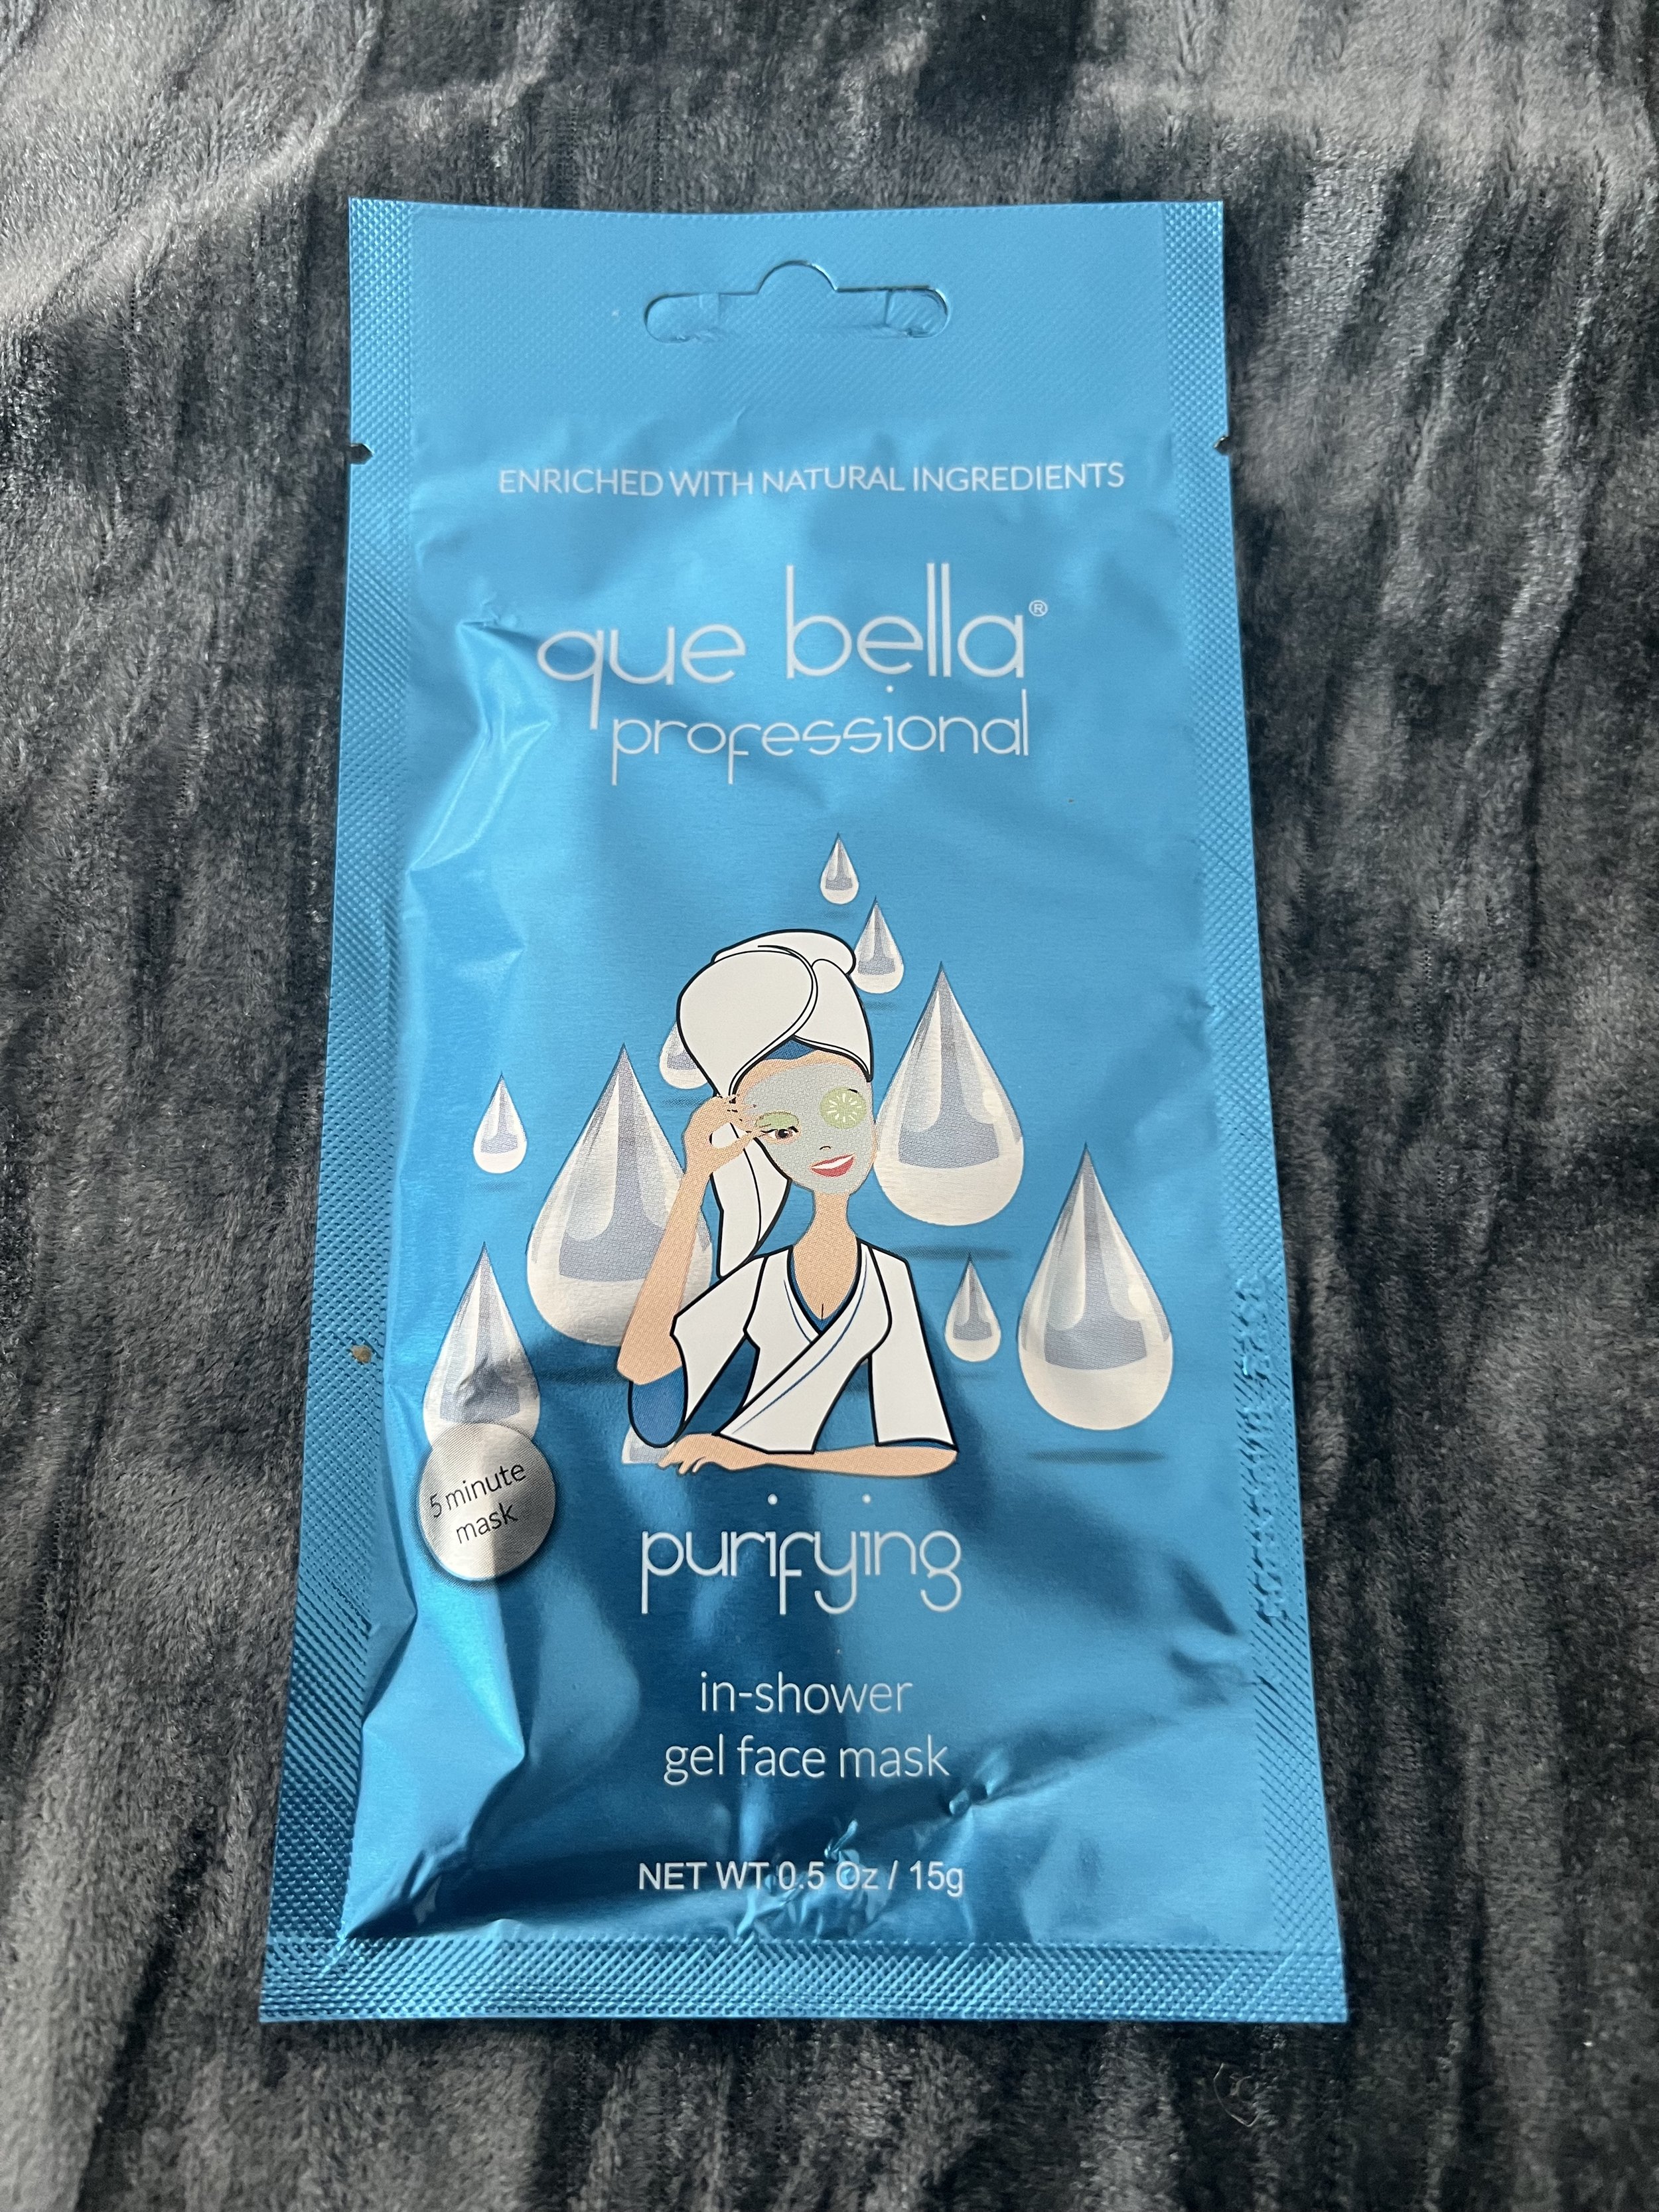 ENRICHED WITH NATURAL INGREDIENTS
que bella®
professional
5 minute
mask
purifying
in-shower
gel face mask
NET WT 0.5 Oz / 15g